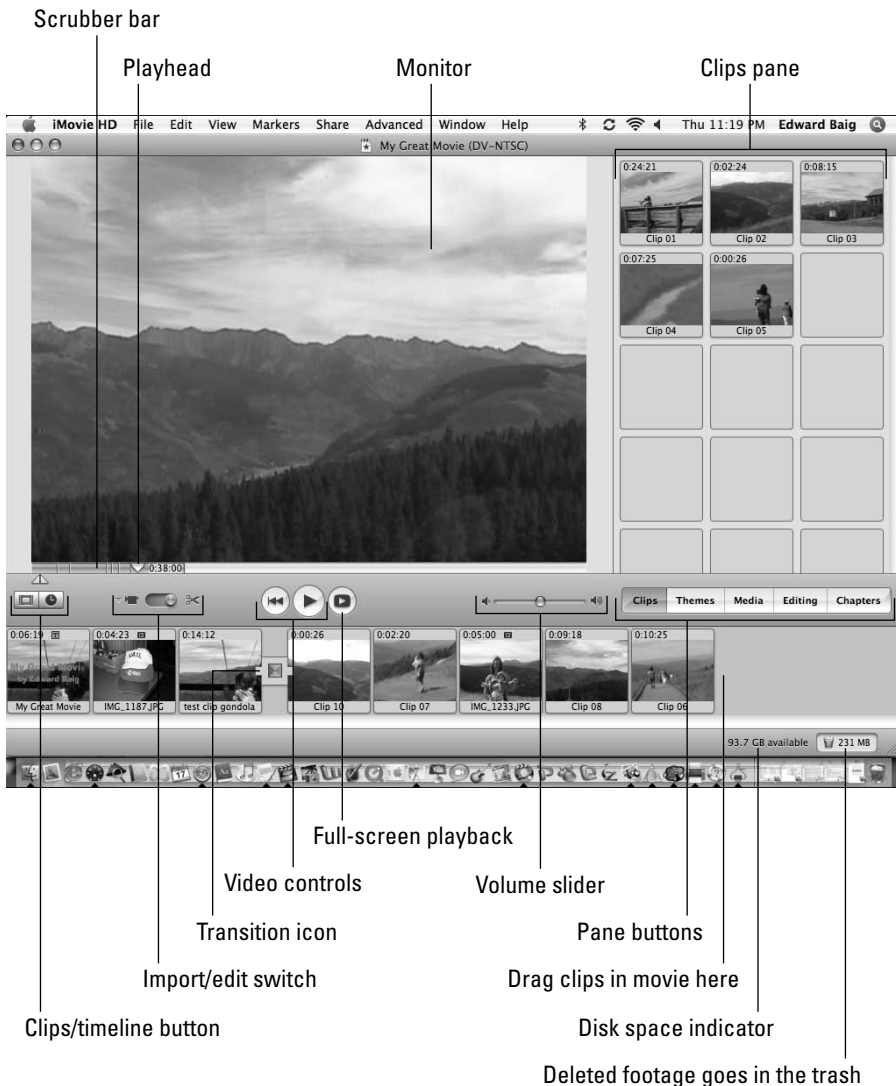 Scrubber bar
Playhead Monitor Clips pane
iMovie HD File Edit View Markers Share Advanced Window Help Thu 11:19 PM Edward Baig
My Great Movie (DV-NTSC)
0:24:21 0:02:24 0:08:15
Clip 01 Clip 02 Clip 03
0:07:25 0:00:26
Clip 04 Clip 05
0:38:00
Clips Themes Media Editing Chapters
0:06:19 0:04:23 0:14:12 0:00:26 0:02:20 0:05:00 0:09:18 0:10:25
My Great Movie
by Edward Baig
My Great Movie IMG_1187.JPG test clip gondola Clip 10 Clip 07 IMG_1233.JPG Clip 08 Clip 06
93.7 GB available 231 MB
17
Full-screen playback
Video controls Volume slider
Transition icon Pane buttons
Import/edit switch Drag clips in movie here
Clips/timeline button Disk space indicator
Deleted footage goes in the trash